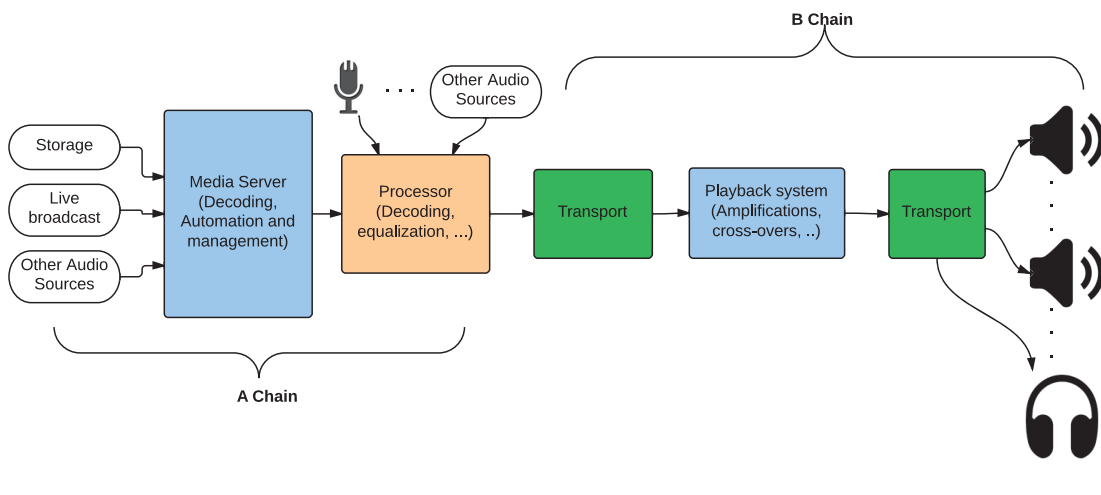 B Chain
Other Audio
Sources
Storage
Live
broadcast
Other Audio
Sources
Media Server
(Decoding,
Automation and
management)
Processor
(Decoding,
equalization, ...)
Transport
Playback system
(Amplifications,
cross-overs, ..)
Transport
A Chain